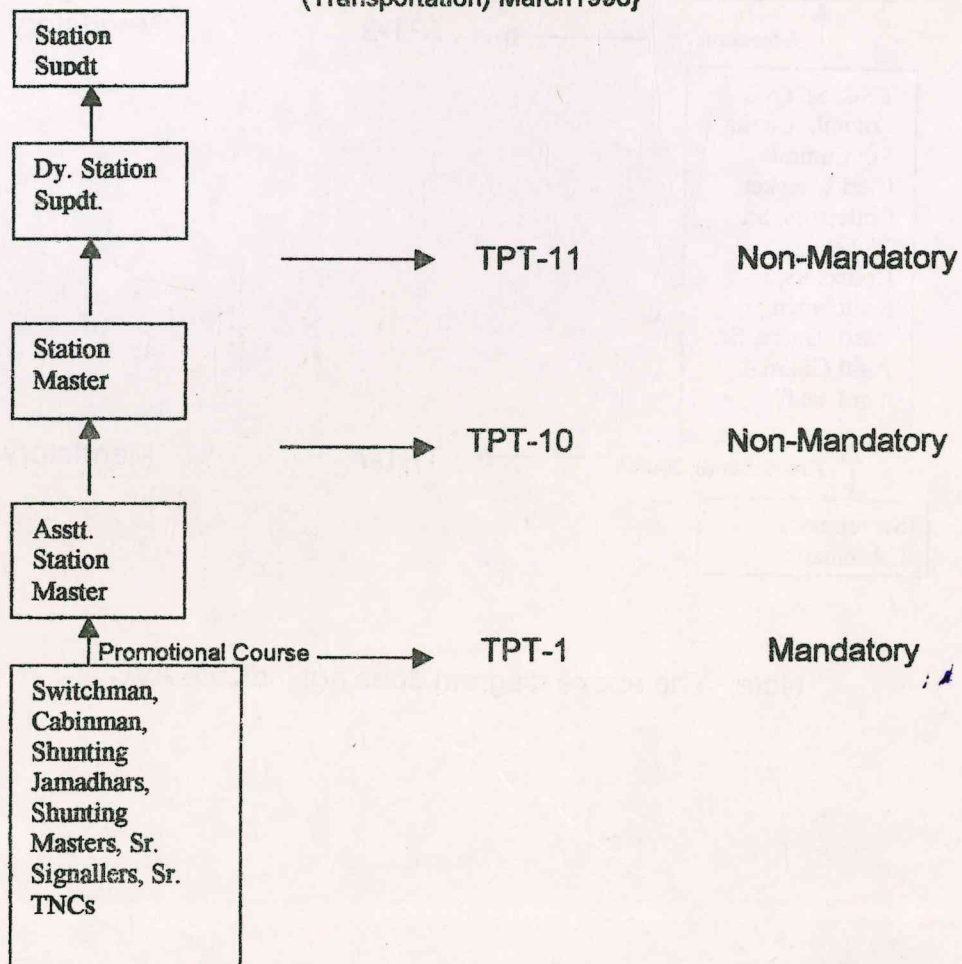 (Transportation) March1998}
Station
Supdt
Dy. Station
Supdt.
TPT-11 Non-Mandatory
Station
Master
TPT-10 Non-Mandatory
Asstt.
Station
Master
Promotional Course TPT-1 Mandatory
Switchman,
Cabinman,
Shunting
Jamadhars,
Shunting
Masters, Sr.
Signallers, Sr.
TNCs